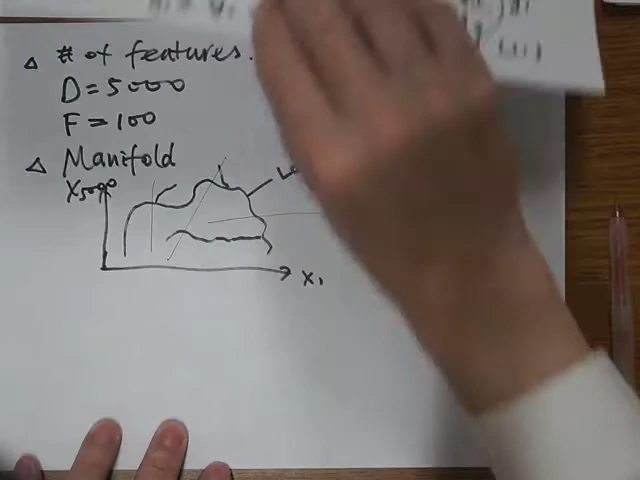 △ # of features.
D = 5000
F = 100
△ Manifold
X5000
X1